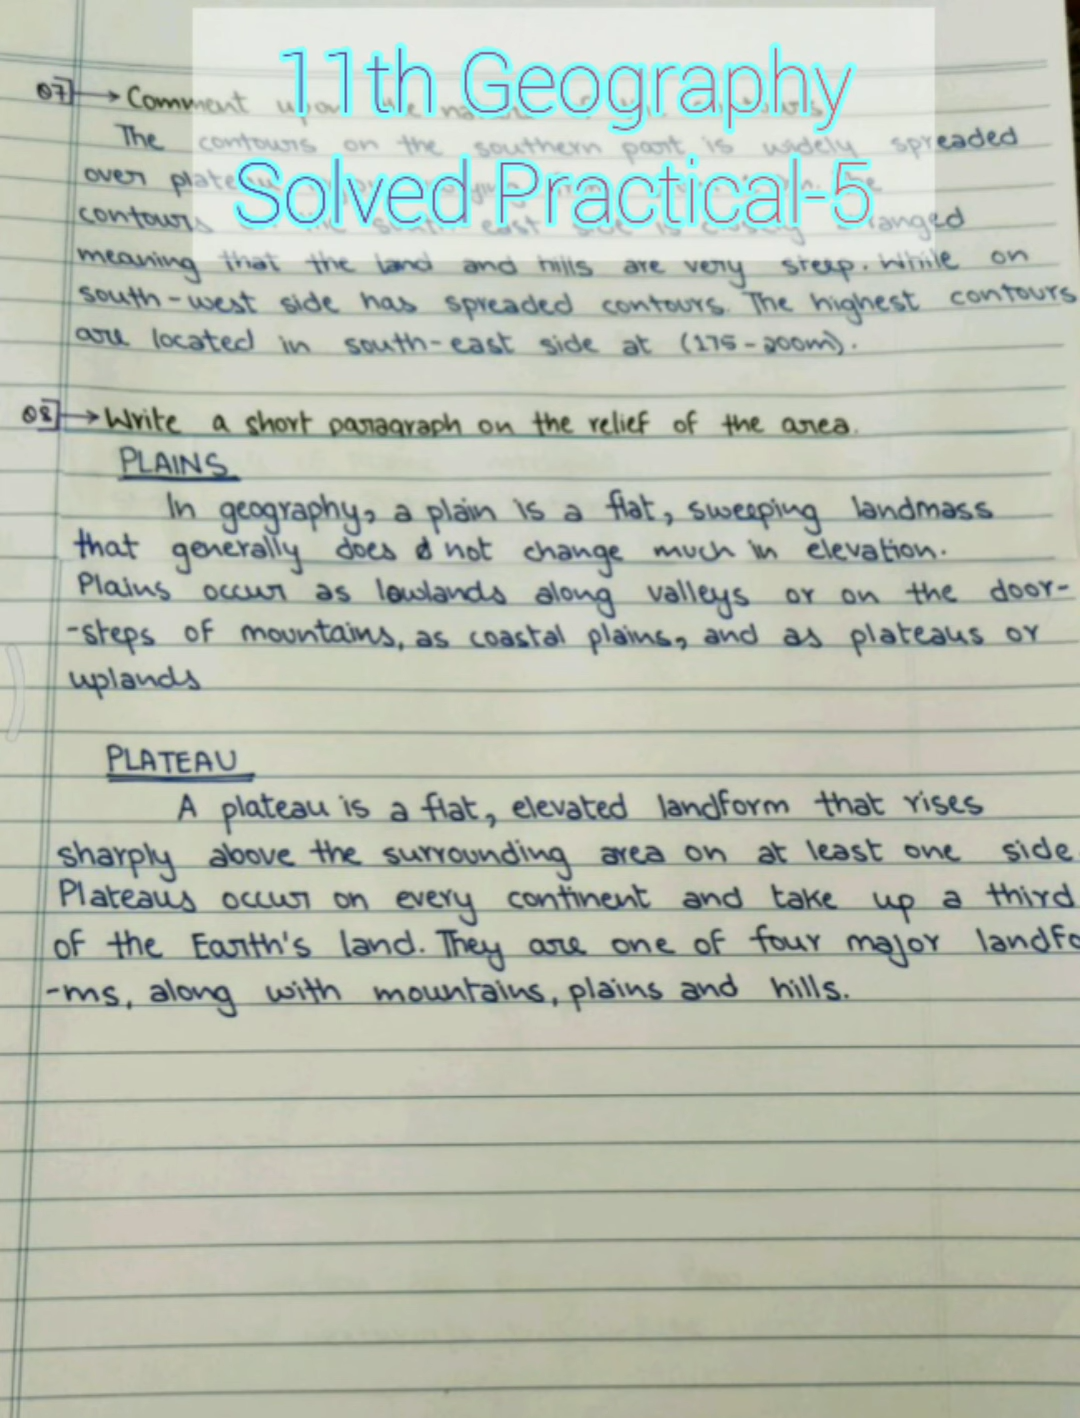 11th Geography
Solved Practical-5
07 → Comment
The contours on the southern part is widely spreaded
over
contours east side is ranged
meaning that the land and hills are very steep. While on
south-west side has spreaded contours. The highest contours
are located in south-east side at (175-200m).
08 → Write a short paragraph on the relief of the area.
PLAINS
In geography, a plain is a flat, sweeping landmass
that generally does not change much in elevation.
Plains occur as lowlands along valleys or on the door-
-steps of mountains, as coastal plains, and as plateaus or
uplands
PLATEAU
A plateau is a flat, elevated landform that rises
sharply above the surrounding area on at least one side.
Plateaus occur on every continent and take up a third
of the Earth's land. They are one of four major landfo
-ms, along with mountains, plains and hills.